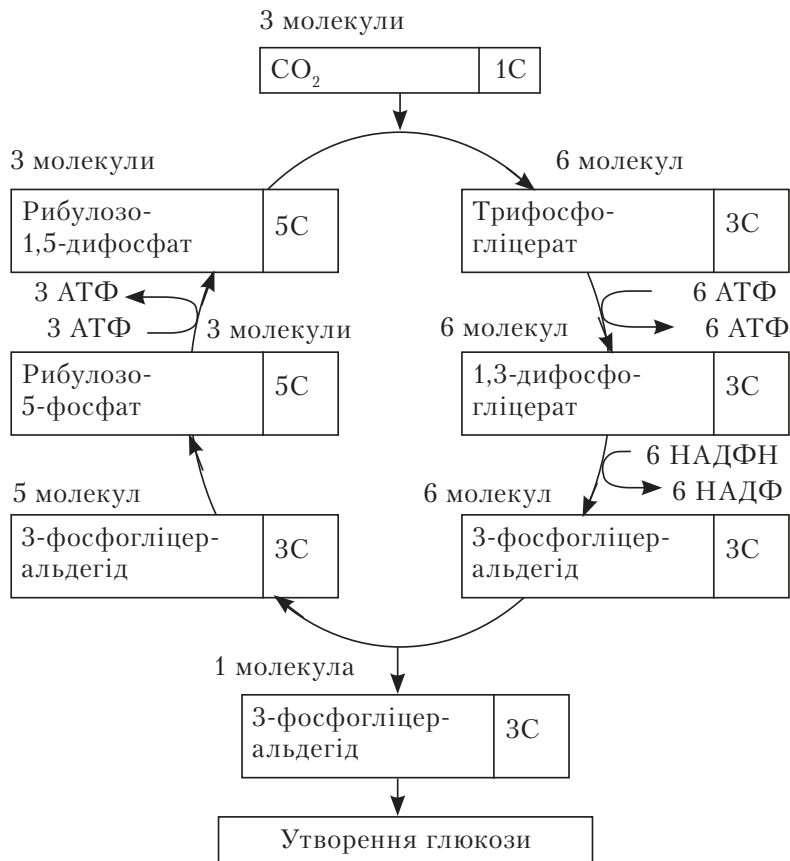 3 молекули
CO₂ 1C
3 молекули 6 молекул
Рибулозо-
1,5-дифосфат 5C
Трифосфо-
гліцерат 3C
3 АТФ 6 АТФ
3 АТФ 6 АТФ
3 молекули 6 молекул
Рибулозо-
5-фосфат 5C
1,3-дифосфо-
гліцерат 3C
6 НАДФН
6 НАДФ
5 молекул 6 молекул
3-фосфогліцер-
альдегід 3C
3-фосфогліцер-
альдегід 3C
1 молекула
3-фосфогліцер-
альдегід 3C
Утворення глюкози